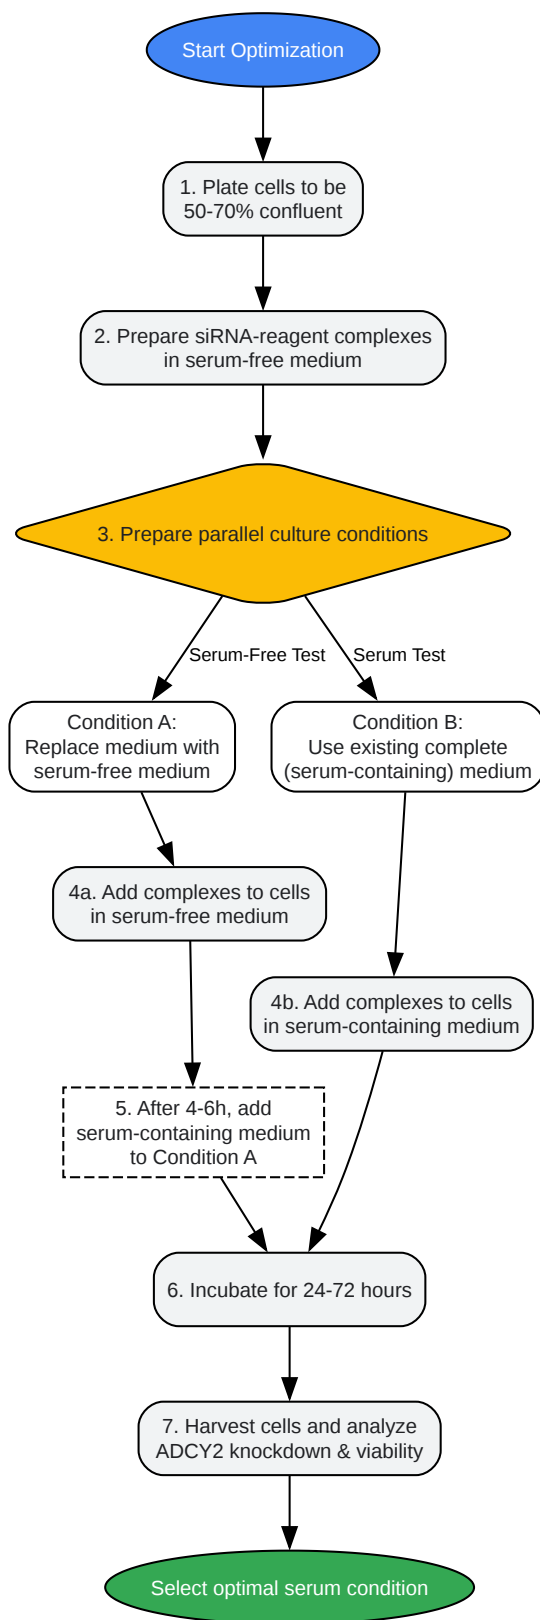 Start Optimization
1. Plate cells to be
50-70% confluent
2. Prepare siRNA-reagent complexes
in serum-free medium
3. Prepare parallel culture conditions
Serum-Free Test
Serum Test
Condition A:
Replace medium with
serum-free medium
Condition B:
Use existing complete
(serum-containing) medium
4a. Add complexes to cells
in serum-free medium
4b. Add complexes to cells
in serum-containing medium
5. After 4-6h, add
serum-containing medium
to Condition A
6. Incubate for 24-72 hours
7. Harvest cells and analyze
ADCY2 knockdown & viability
Select optimal serum condition